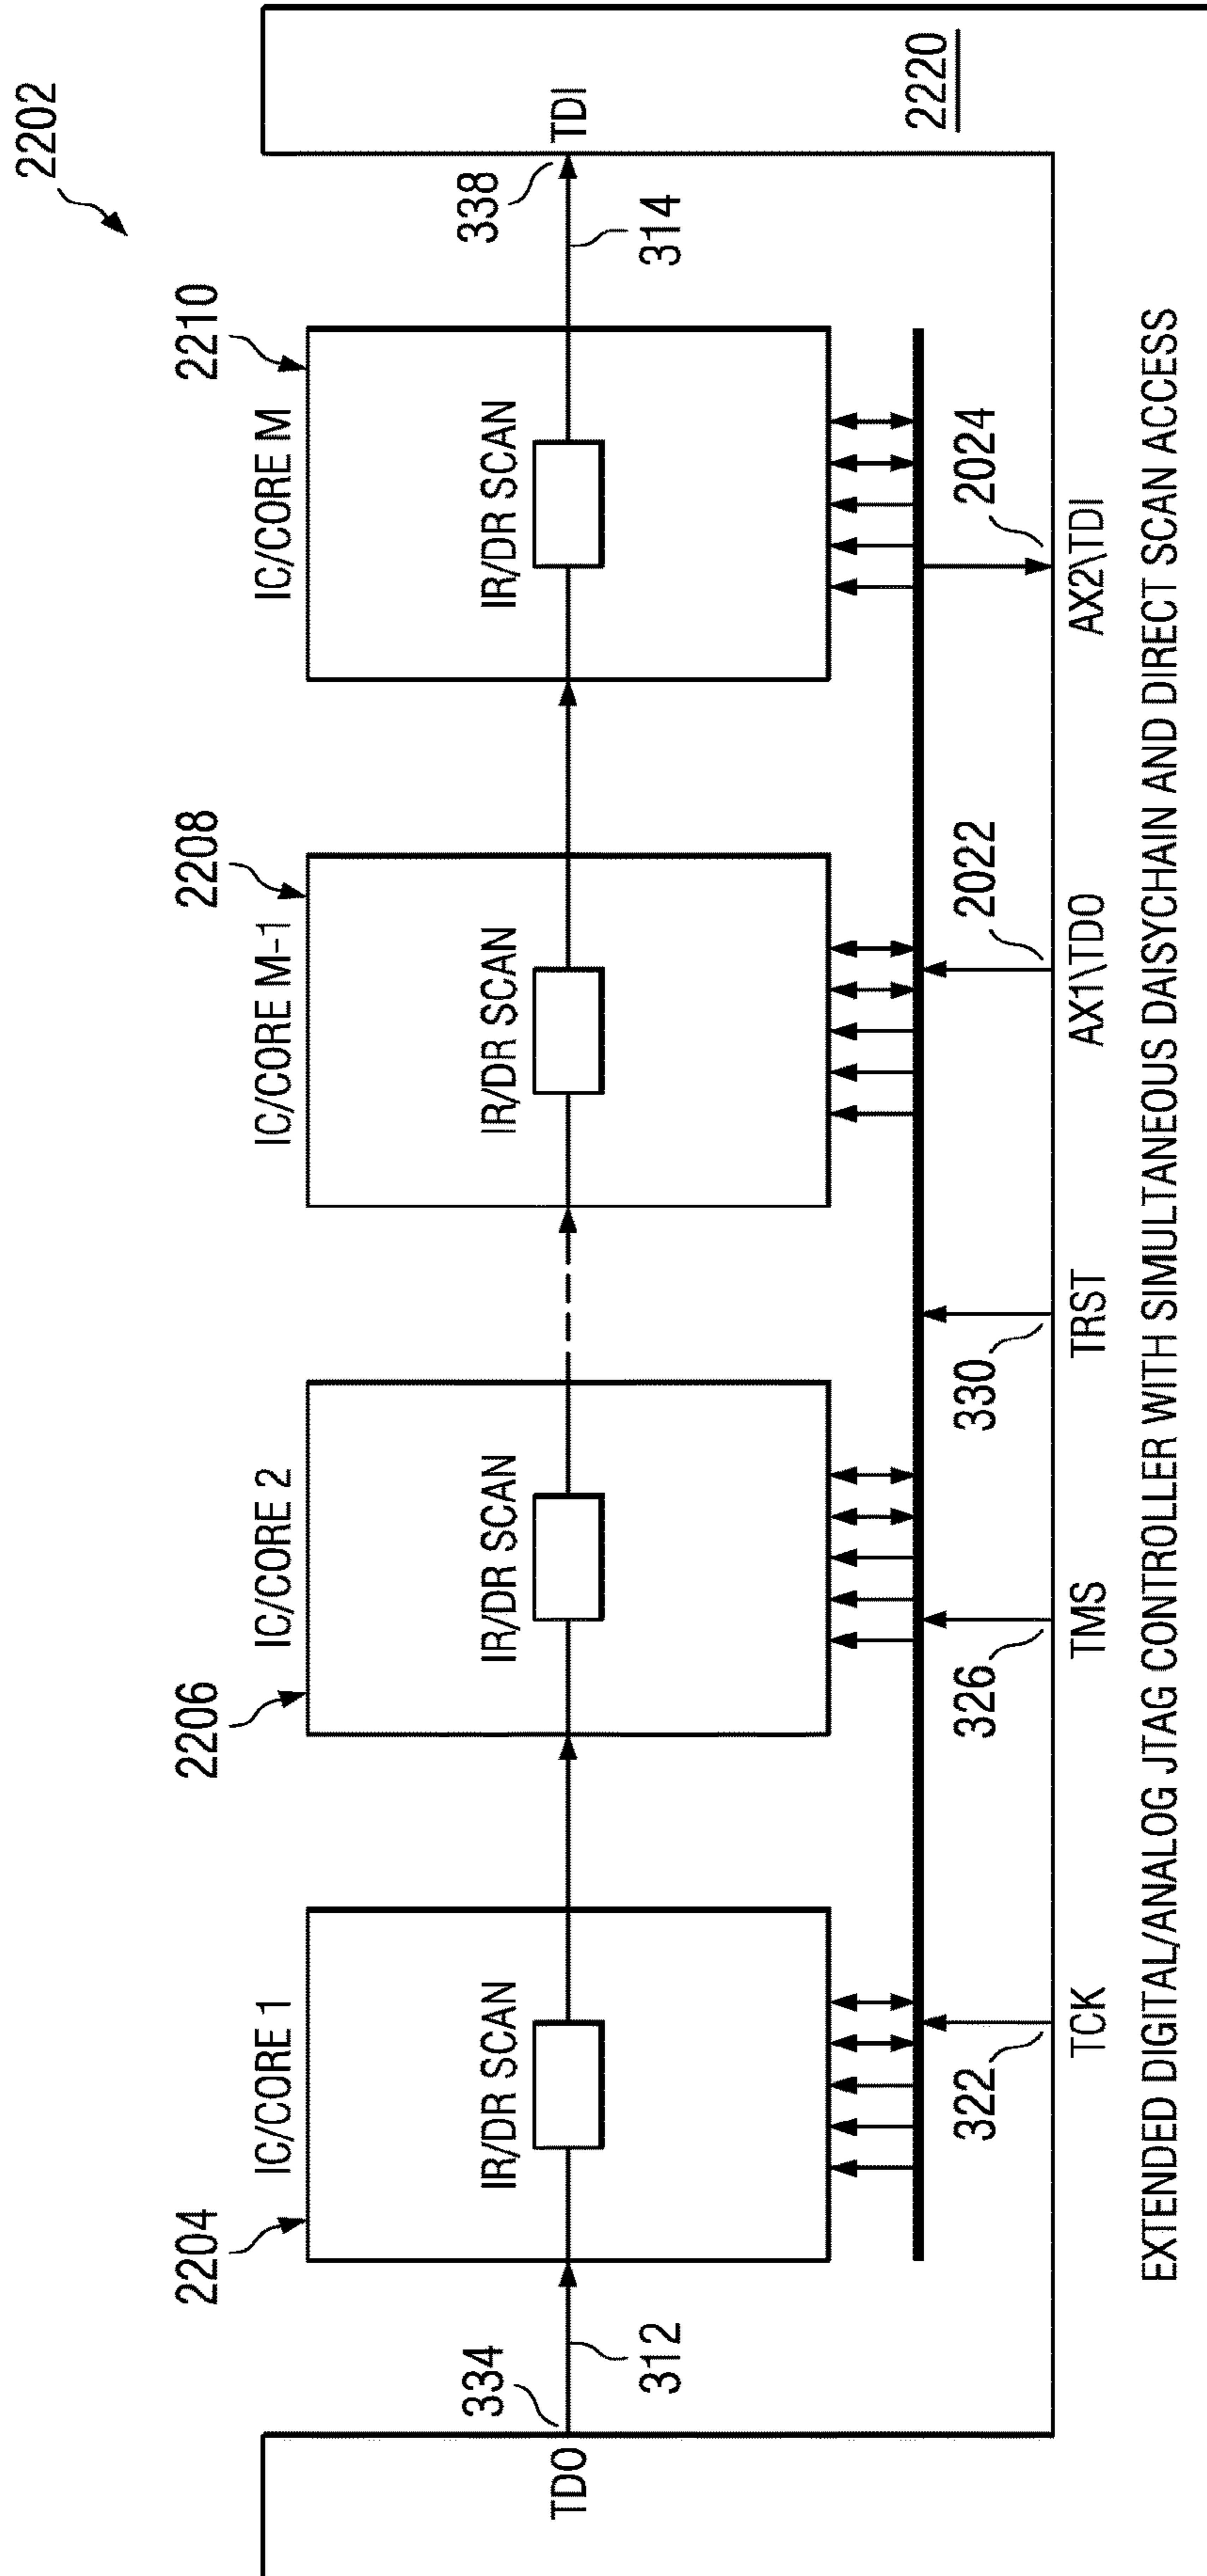 2202
2204
2206
2208
2210
IC/CORE 1
IC/CORE 2
IC/CORE M-1
IC/CORE M
IR/DR SCAN
IR/DR SCAN
IR/DR SCAN
IR/DR SCAN
334
338
TDO
TDI
312
314
2220
322
326
330
2022
2024
TCK
TMS
TRST
AX1\TDO
AX2\TDI
EXTENDED DIGITAL/ANALOG JTAG CONTROLLER WITH SIMULTANEOUS DAISYCHAIN AND DIRECT SCAN ACCESS